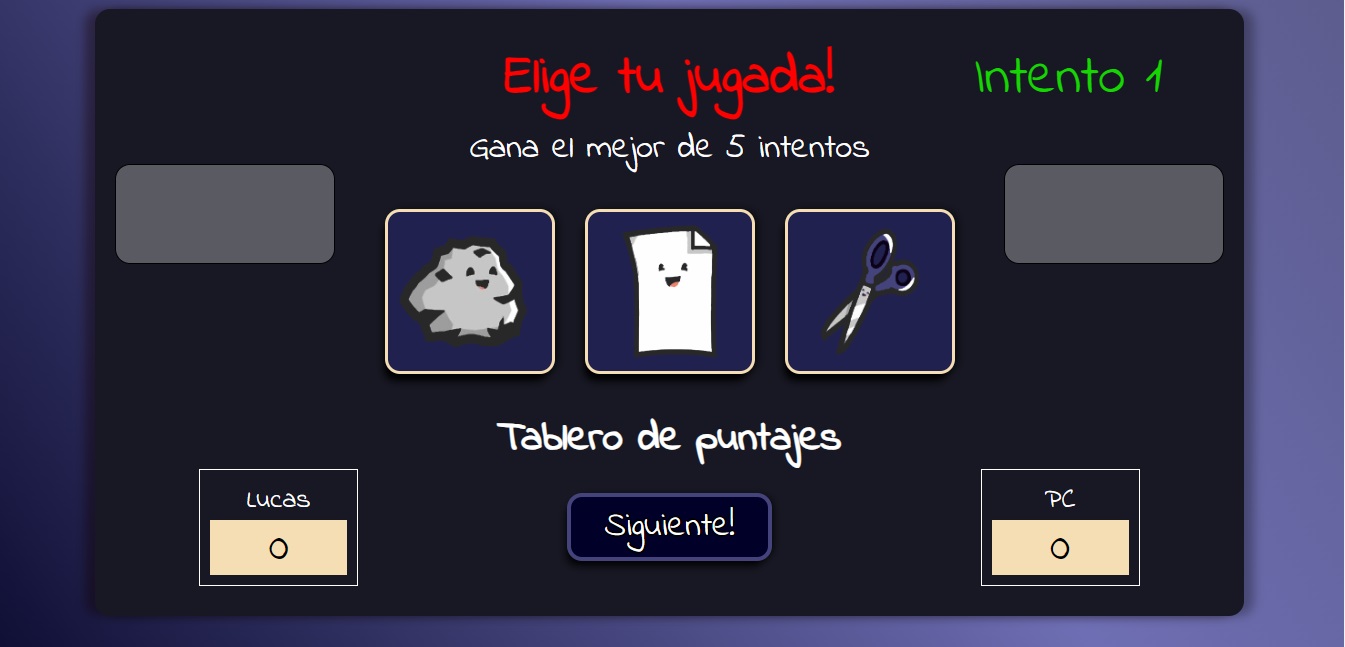 Elige tu jugada!
Intento 1
Gana el mejor de 5 intentos
Tablero de puntajes
Lucas
0
Siguiente!
PC
0